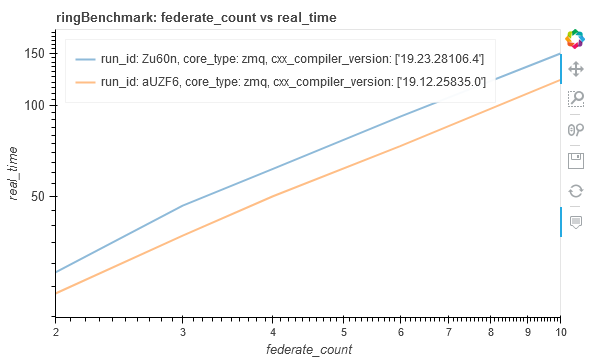 ringBenchmark: federate_count vs real_time
run_id: Zu60n, core_type: zmq, cxx_compiler_version: ['19.23.28106.4']
run_id: aUZF6, core_type: zmq, cxx_compiler_version: ['19.12.25835.0']
150
100
50
real_time
2 3 4 5 6 7 8 9 10
federate_count